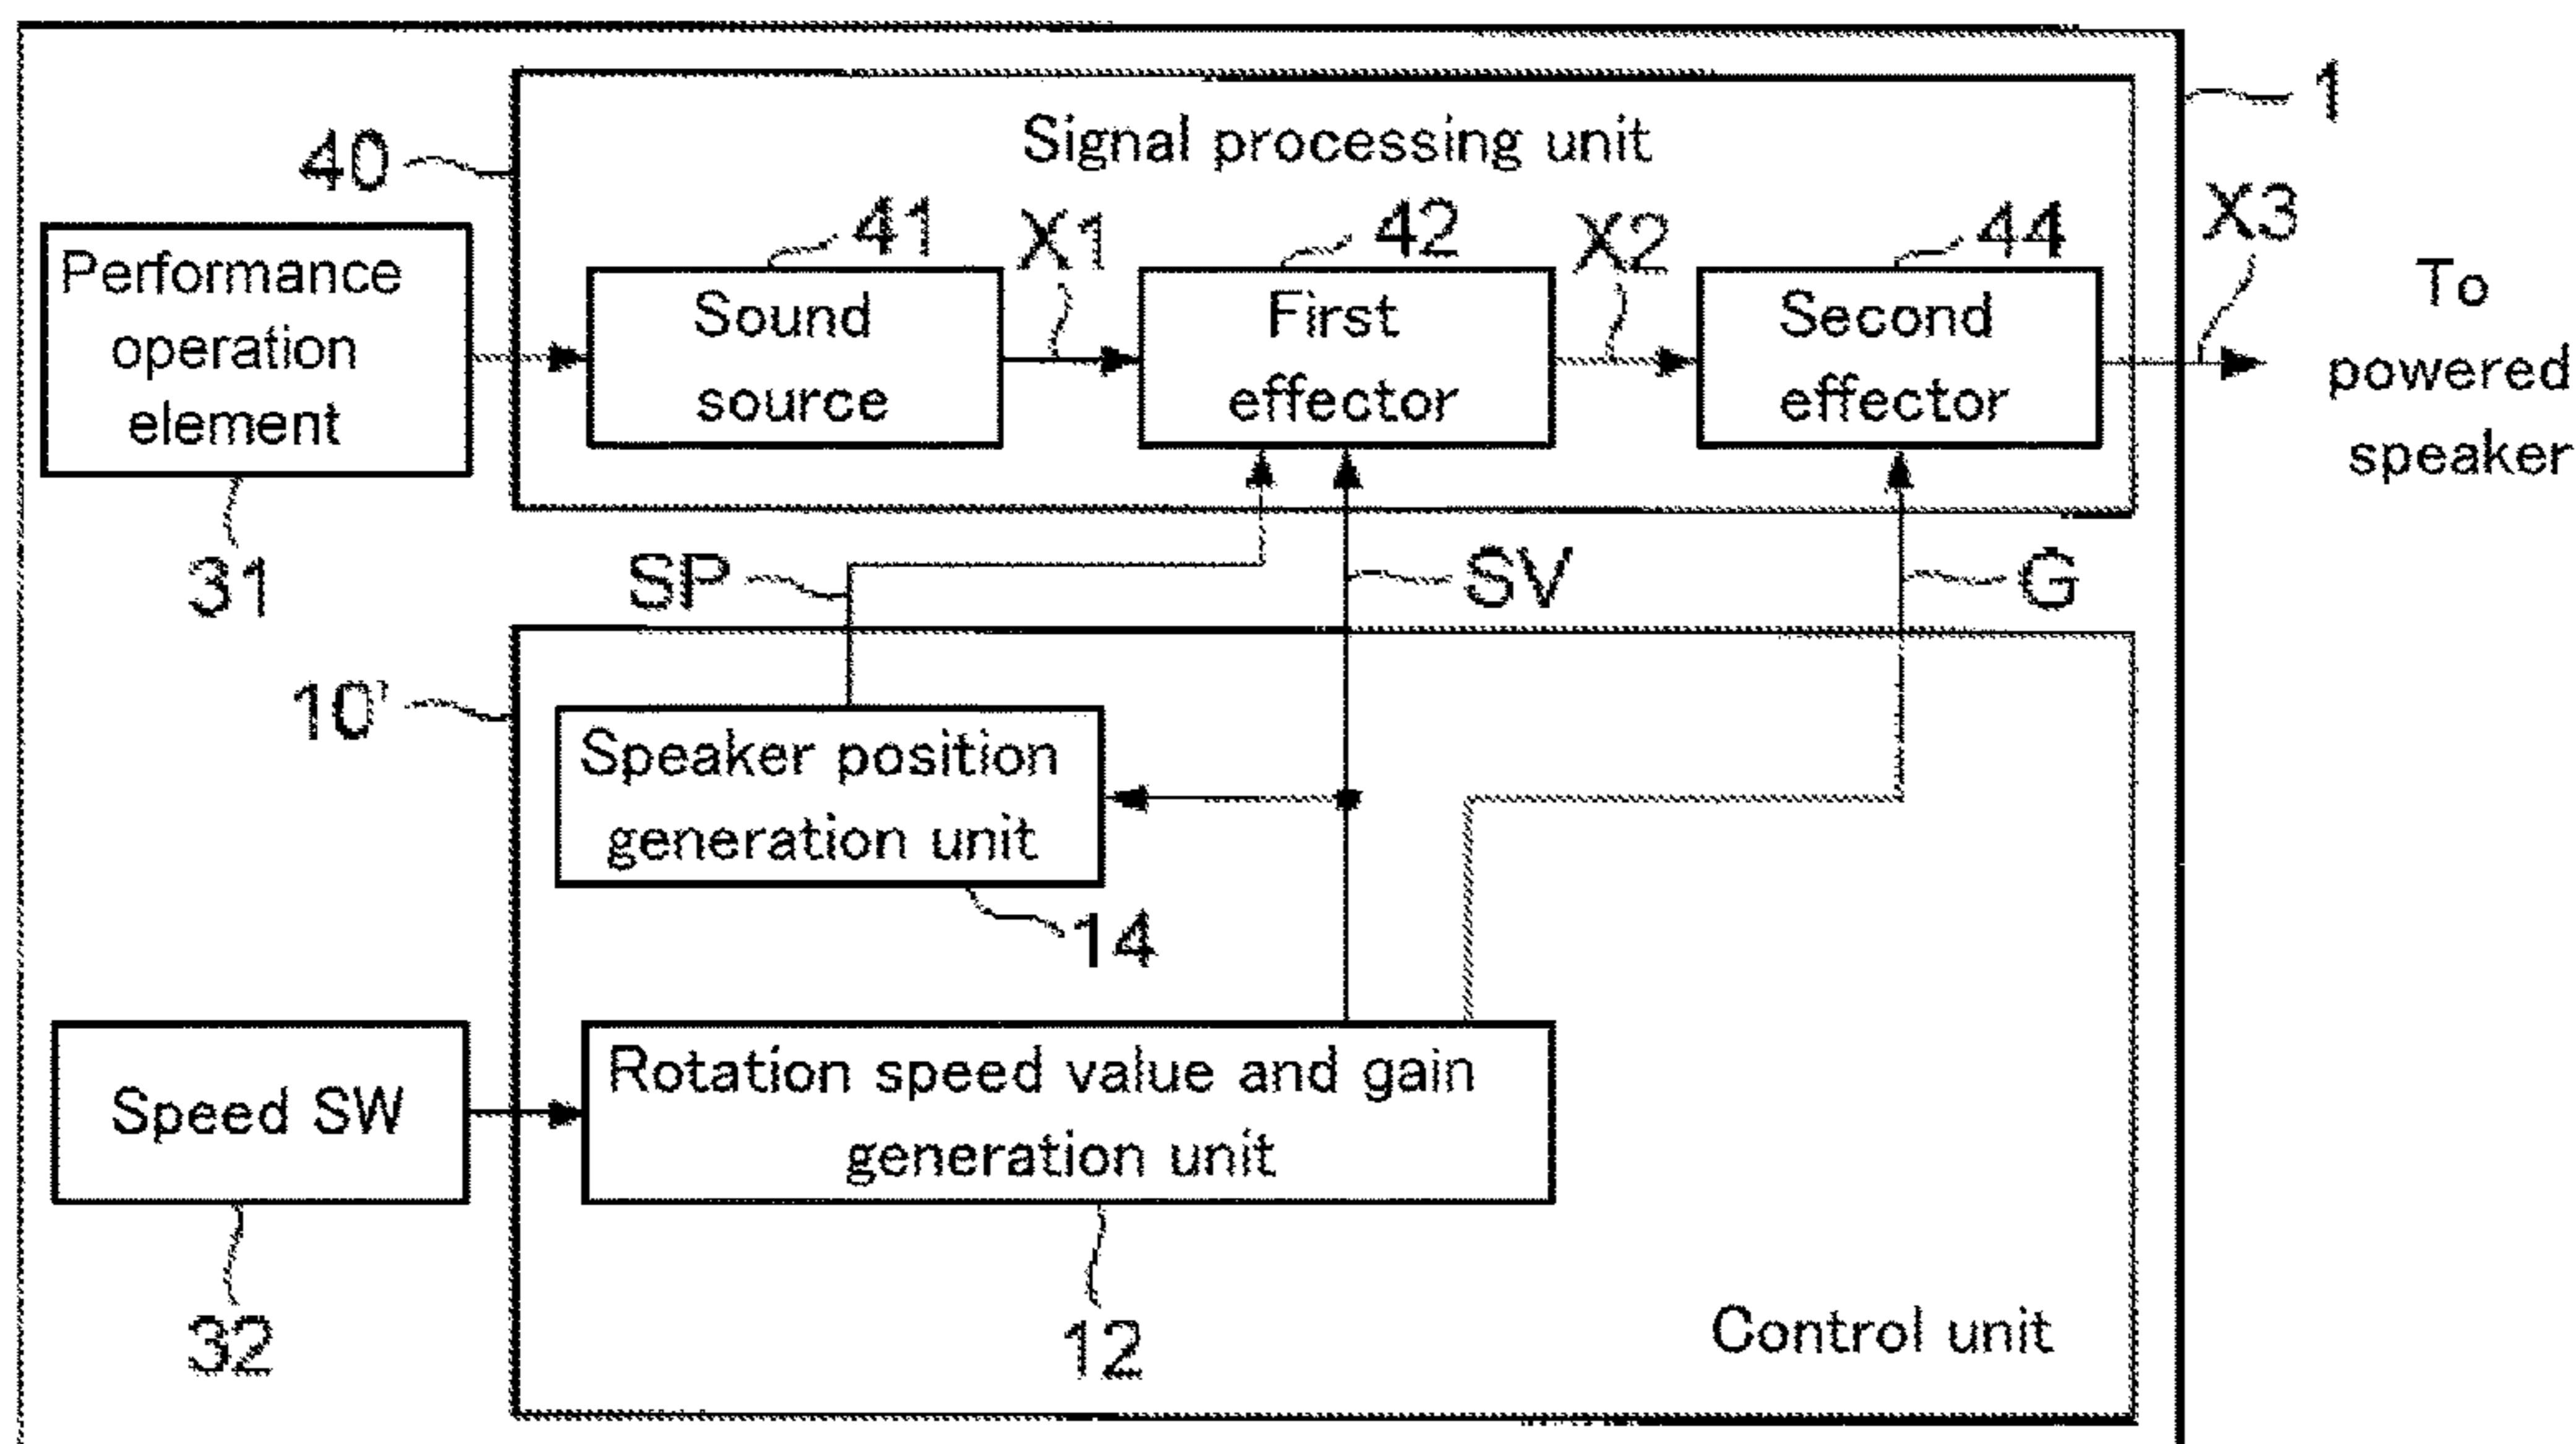 1
40
Signal processing unit
41
X1
42
X2
44
X3
Performance
operation
element
Sound
source
First
effector
Second
effector
To
powered
speaker
31
SP
SV
G
10'
Speaker position
generation unit
14
Speed SW
Rotation speed value and gain
generation unit
32
12
Control unit